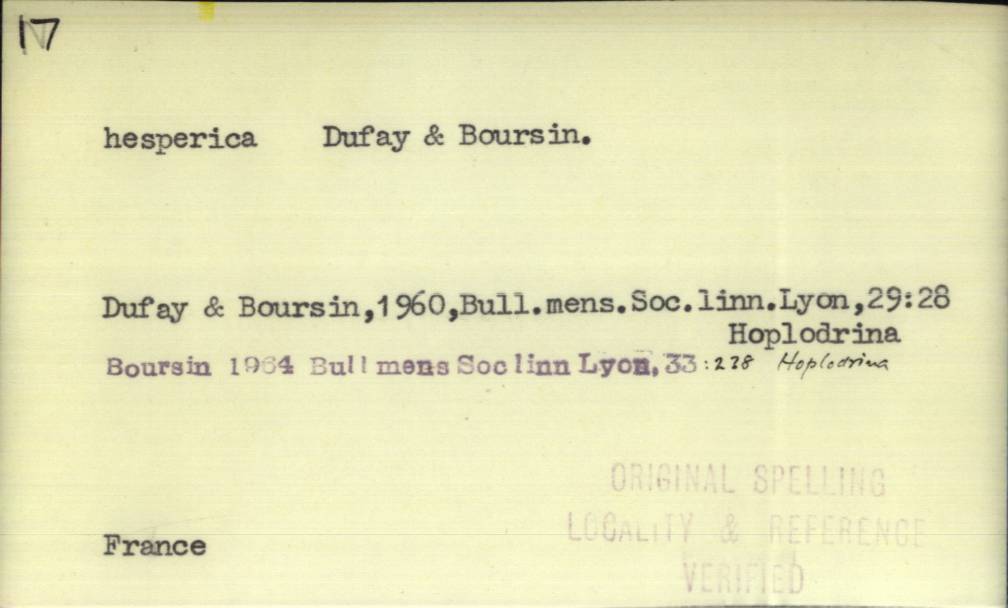 17
hesperica Dufay & Boursin.
Dufay & Boursin,1960,Bull.mens.Soc.linn.Lyon,29:28
Hoplodrina
Boursin 1964 Bull mens Soc linn Lyon, 33:228 Hoplodrina
ORIGINAL SPELLING
LOCALITY & REFERENCE
VERIFIED
France